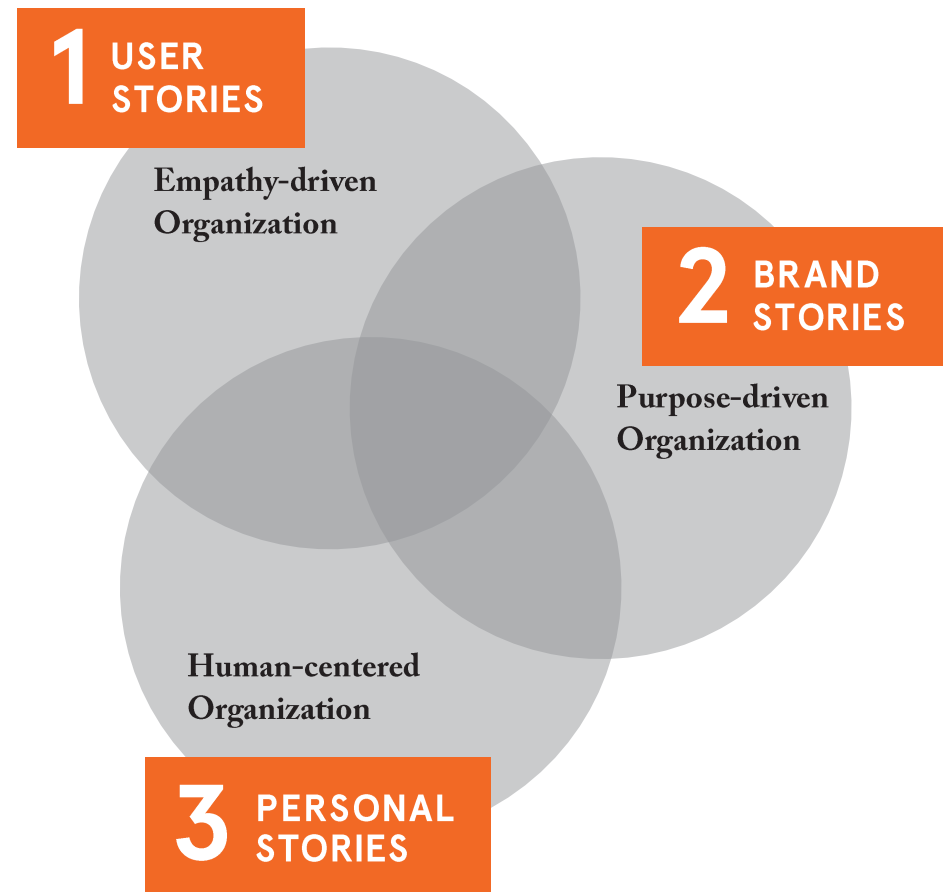 1 USER
STORIES
Empathy-driven
Organization
2 BRAND
STORIES
Purpose-driven
Organization
Human-centered
Organization
3 PERSONAL
STORIES